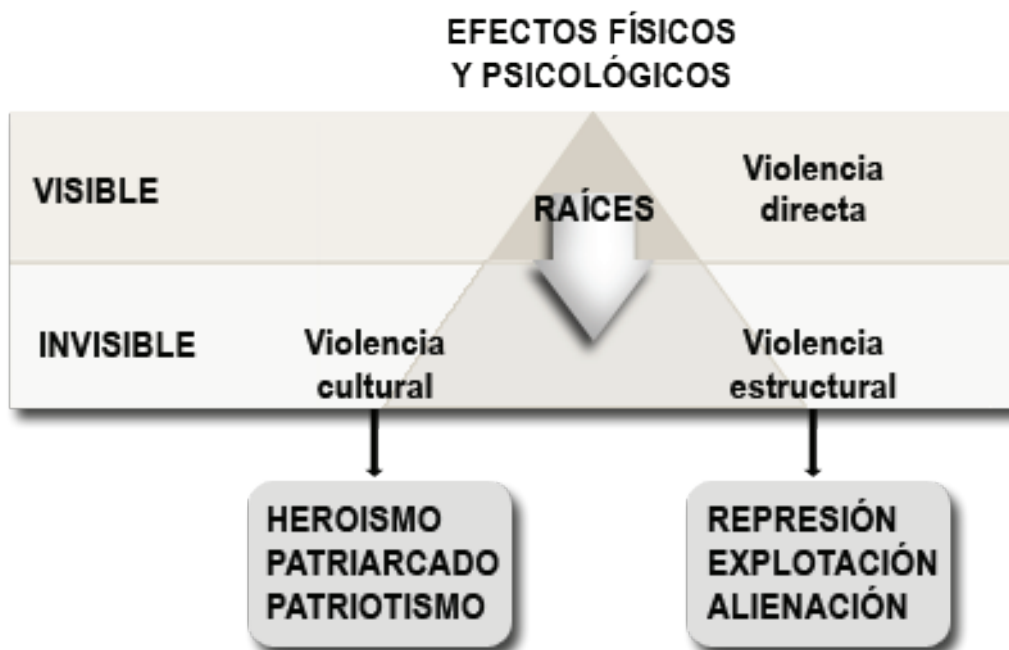 EFECTOS FÍSICOS
Y PSICOLÓGICOS
VISIBLE
RAÍCES
Violencia
directa
INVISIBLE
Violencia
cultural
Violencia
estructural
HEROISMO
PATRIARCADO
PATRIOTISMO
REPRESIÓN
EXPLOTACIÓN
ALIENACIÓN